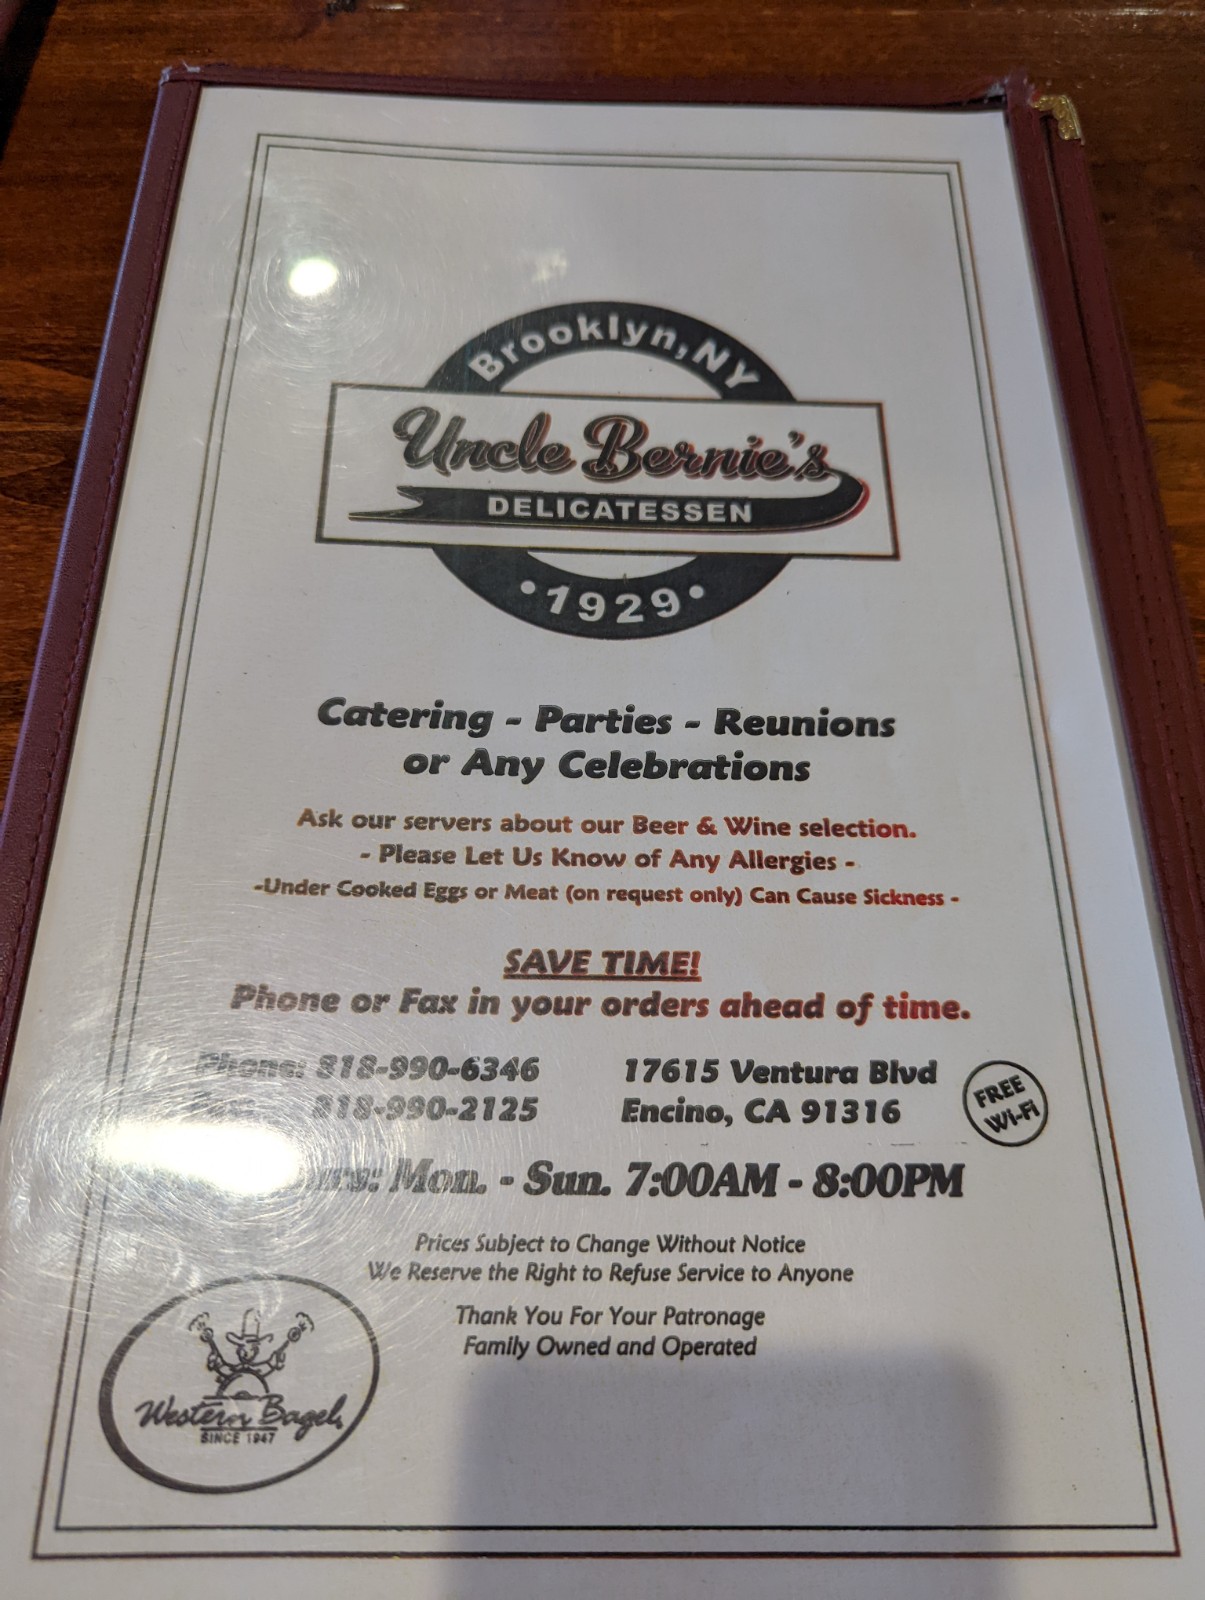 Brooklyn, NY
Uncle Bernie's
DELICATESSEN
• 1929 •
Catering - Parties - Reunions
or Any Celebrations
Ask our servers about our Beer & Wine selection.
- Please Let Us Know of Any Allergies -
-Under Cooked Eggs or Meat (on request only) Can Cause Sickness -
SAVE TIME!
Phone or Fax in your orders ahead of time.
Phone: 818-990-6346
17615 Ventura Blvd
Fax: 818-990-2125
Encino, CA 91316
FREE
Wi-Fi
Mon. - Sun. 7:00AM - 8:00PM
Prices Subject to Change Without Notice
We Reserve the Right to Refuse Service to Anyone
Thank You For Your Patronage
Family Owned and Operated
Western Bagel
SINCE 1947